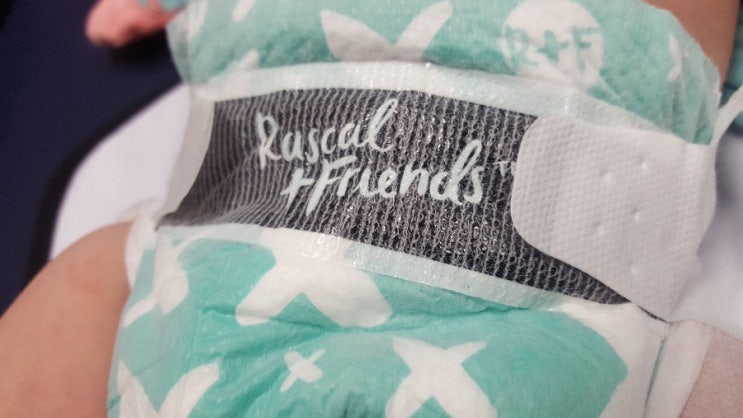 R+F
Rascal
+Friends™